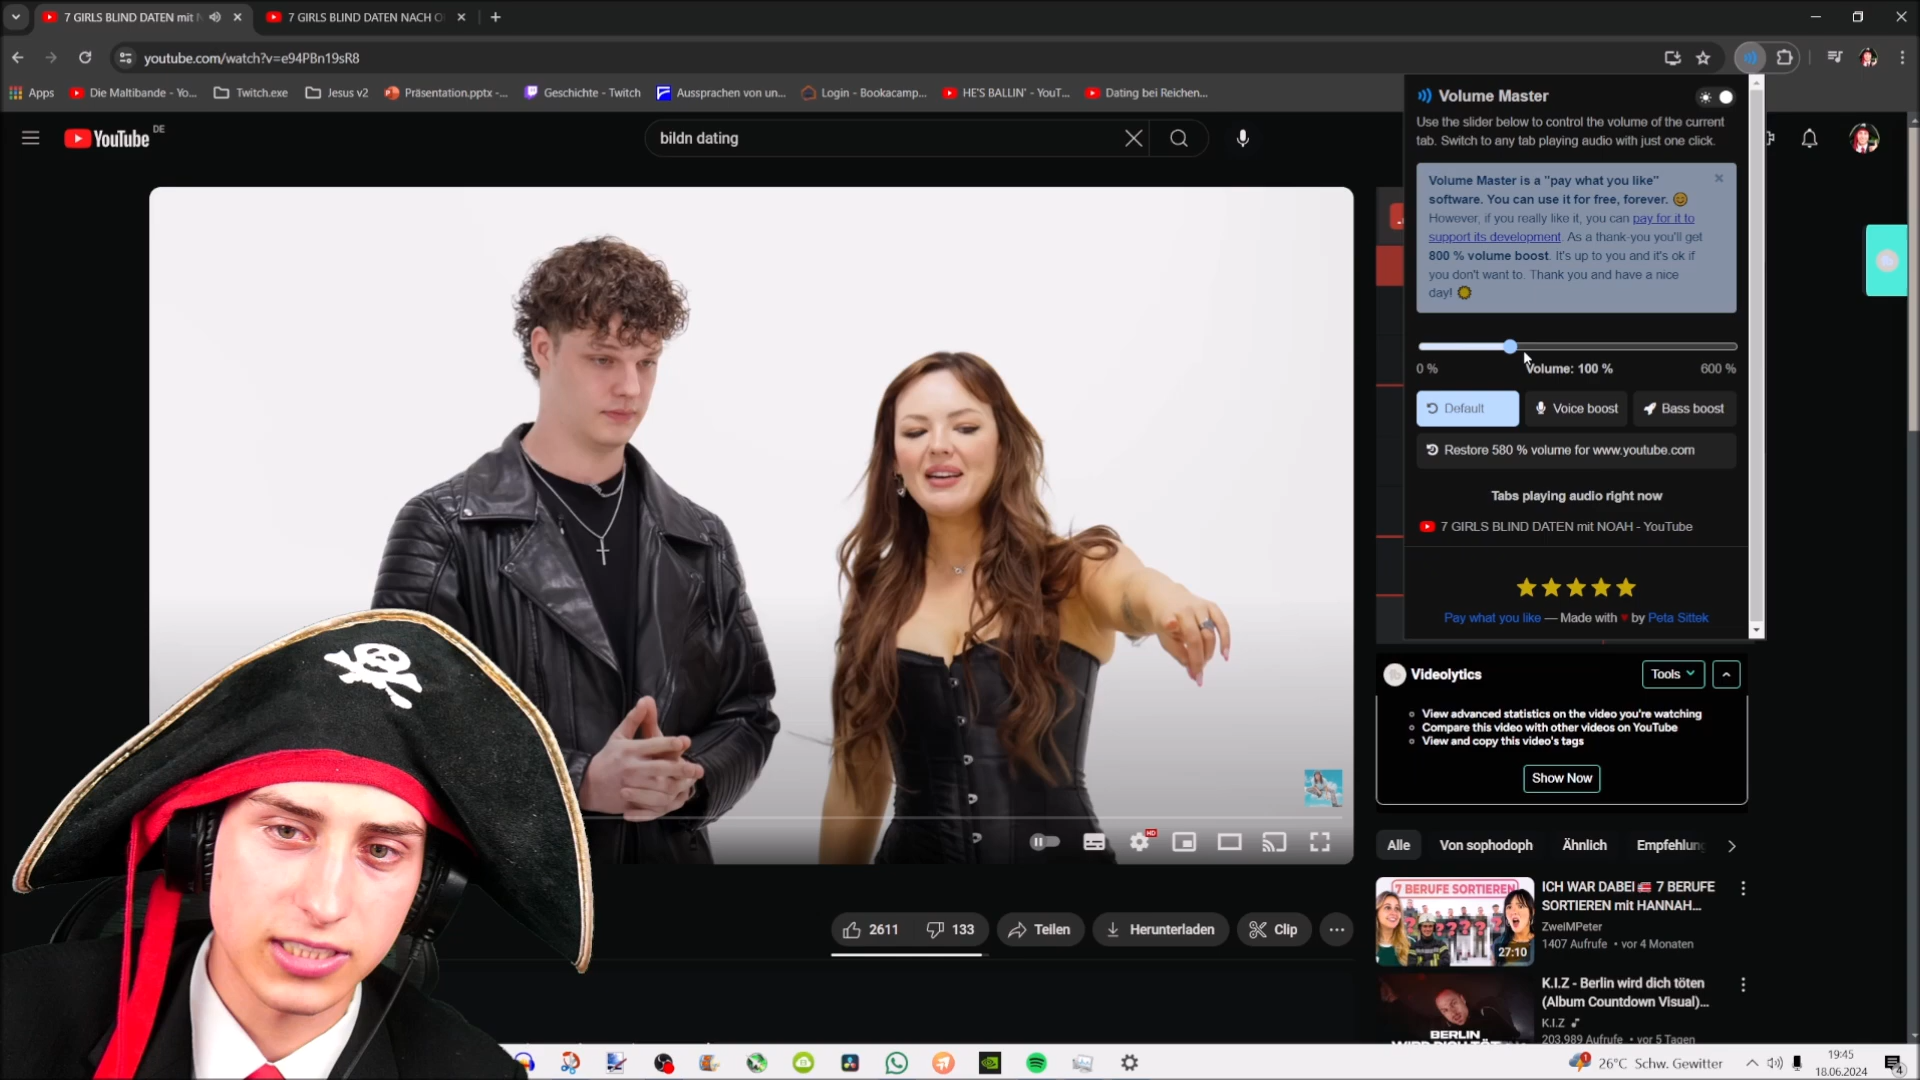 7 GIRLS BLIND DATEN mit
7 GIRLS BLIND DATEN NACH
youtube.com/watch?v=e94PBn19sR8
Apps
Die Maltibande - Yo...
Twitch.exe
Jesus v2
Präsentation.pptx -...
Geschichte - Twitch
Aussprachen von un...
Login - Bookacamp...
HE'S BALLIN' - YouT...
Dating bei Reichen...
YouTube DE
bildn dating
Volume Master
Use the slider below to control the volume of the current
tab. Switch to any tab playing audio with just one click.
Volume Master is a "pay what you like"
software. You can use it for free, forever.
However, if you really like it, you can pay for it to
support its development. As a thank-you you'll get
800 % volume boost. It's up to you and it's ok if
you don't want to. Thank you and have a nice
day!
0 %
Volume: 100 %
600 %
Default
Voice boost
Bass boost
Restore 580 % volume for www.youtube.com
Tabs playing audio right now
7 GIRLS BLIND DATEN mit NOAH - YouTube
Pay what you like — Made with ♥ by Peta Sittek
Videolytics
Tools
View advanced statistics on the video you're watching
Compare this video with other videos on YouTube
View and copy this video's tags
Show Now
HD
Alle
Von sophodoph
Ähnlich
Empfehlun
2611
133
Teilen
Herunterladen
Clip
7 BERUFE SORTIEREN
27:10
ICH WAR DABEI 7 BERUFE
SORTIEREN mit HANNAH...
ZweiMPeter
1407 Aufrufe • vor 4 Monaten
BERLIN
K.I.Z - Berlin wird dich töten
(Album Countdown Visual)...
K.I.Z
203.989 Aufrufe • vor 5 Tagen
1
26°C Schw. Gewitter
19:45
18.06.2024
4